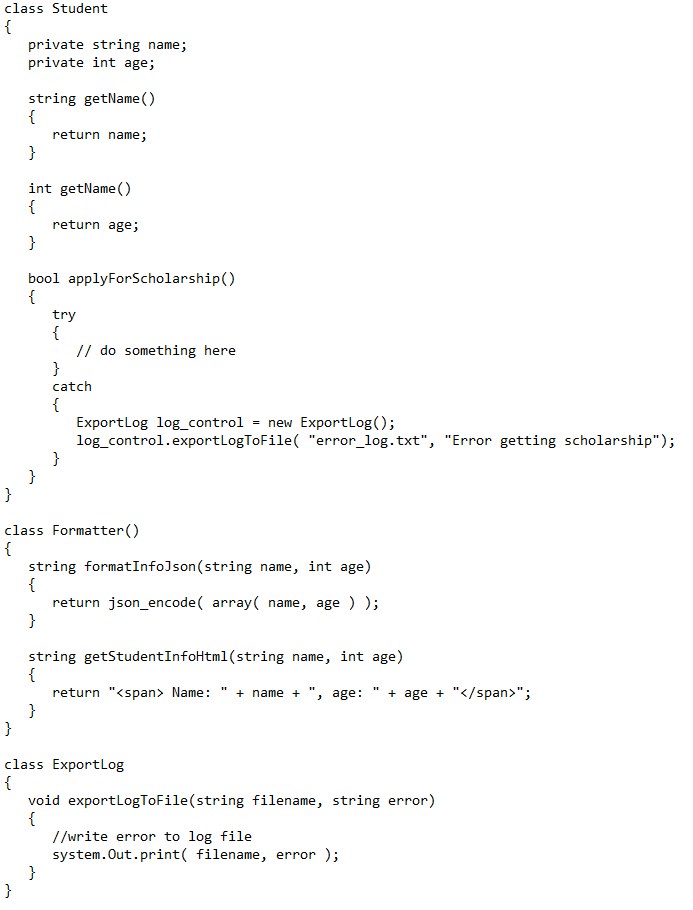 class Student
{
   private string name;
   private int age;

   string getName()
   {
      return name;
   }

   int getName()
   {
      return age;
   }

   bool applyForScholarship()
   {
      try
      {
         // do something here
      }
      catch
      {
         ExportLog log_control = new ExportLog();
         log_control.exportLogToFile( "error_log.txt", "Error getting scholarship");
      }
   }
}

class Formatter()
{
   string formatInfoJson(string name, int age)
   {
      return json_encode( array( name, age ) );
   }

   string getStudentInfoHtml(string name, int age)
   {
      return "<span> Name: " + name + ", age: " + age + "</span>";
   }
}

class ExportLog
{
   void exportLogToFile(string filename, string error)
   {
      //write error to log file
      system.Out.print( filename, error );
   }
}